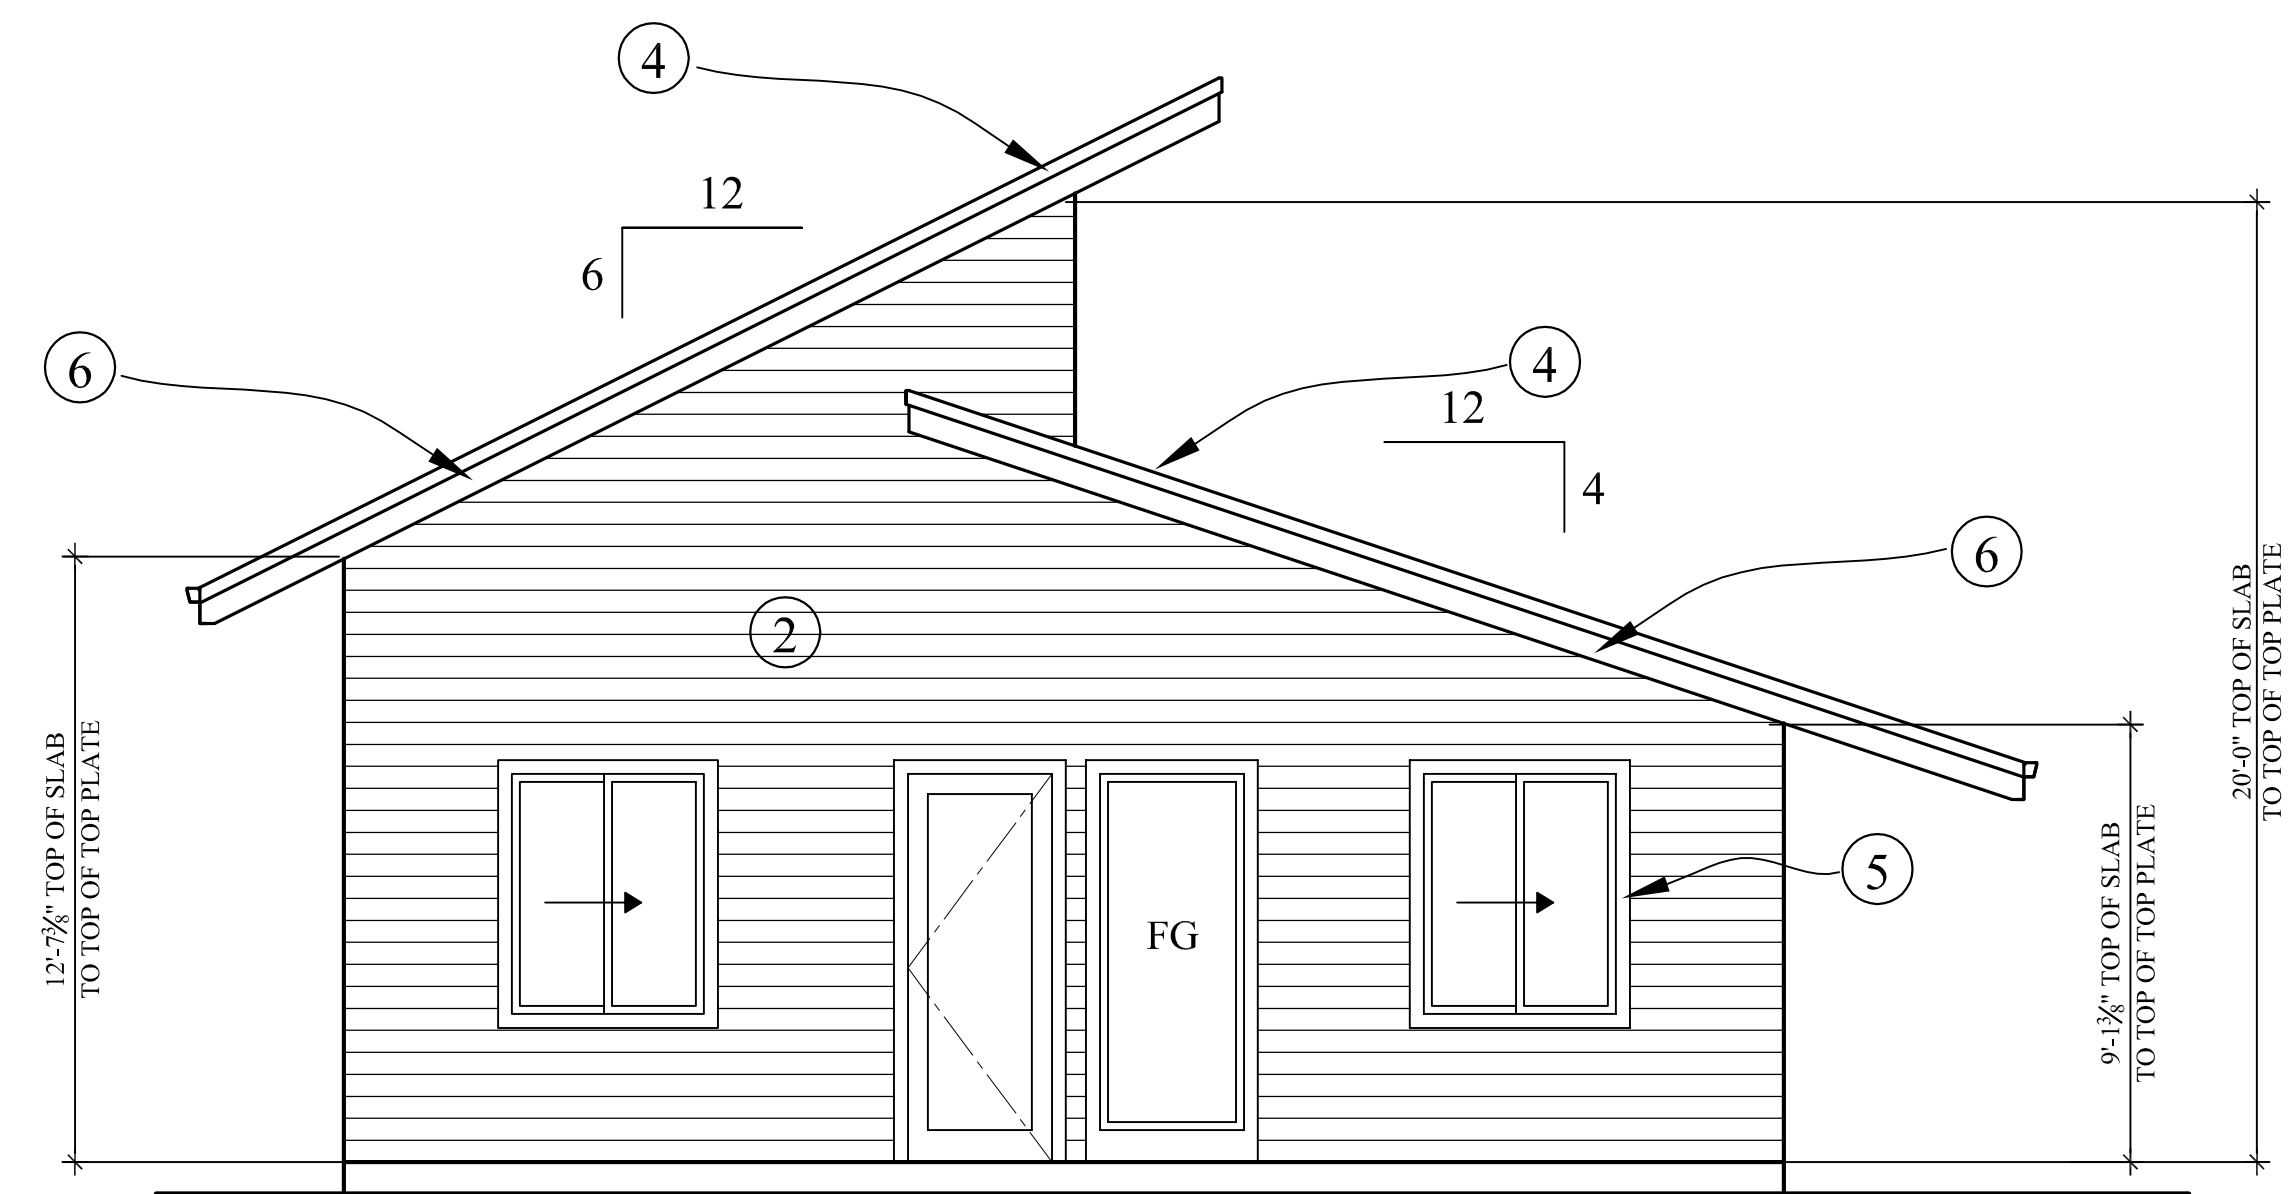 4
12
6
6
4
12
4
6
2
5
FG
12'-7⅜" TOP OF SLAB
TO TOP OF TOP PLATE
9'-1⅜" TOP OF SLAB
TO TOP OF TOP PLATE
20'-0" TOP OF SLAB
TO TOP OF TOP PLATE